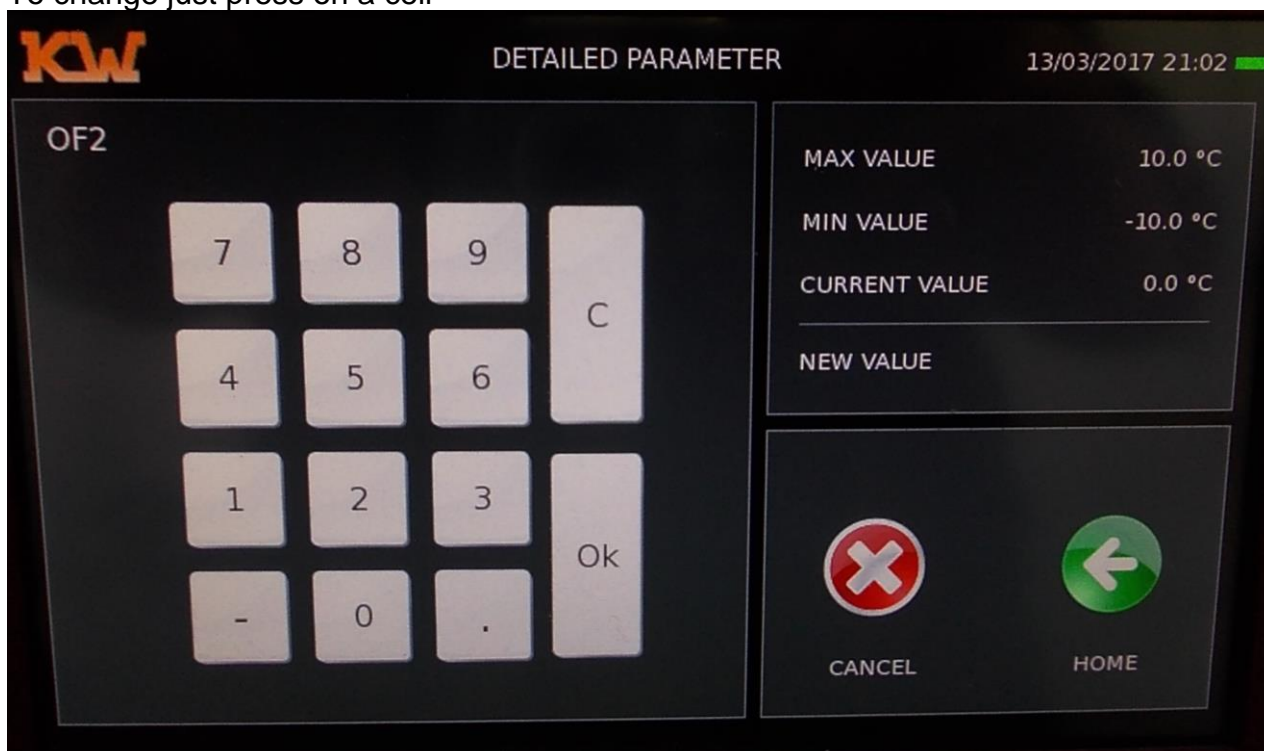 To change just press on a cell
KW
DETAILED PARAMETER
13/03/2017 21:02
OF2
7 8 9 C
4 5 6
1 2 3 Ok
- 0 .
MAX VALUE 10.0 °C
MIN VALUE -10.0 °C
CURRENT VALUE 0.0 °C
NEW VALUE
CANCEL HOME